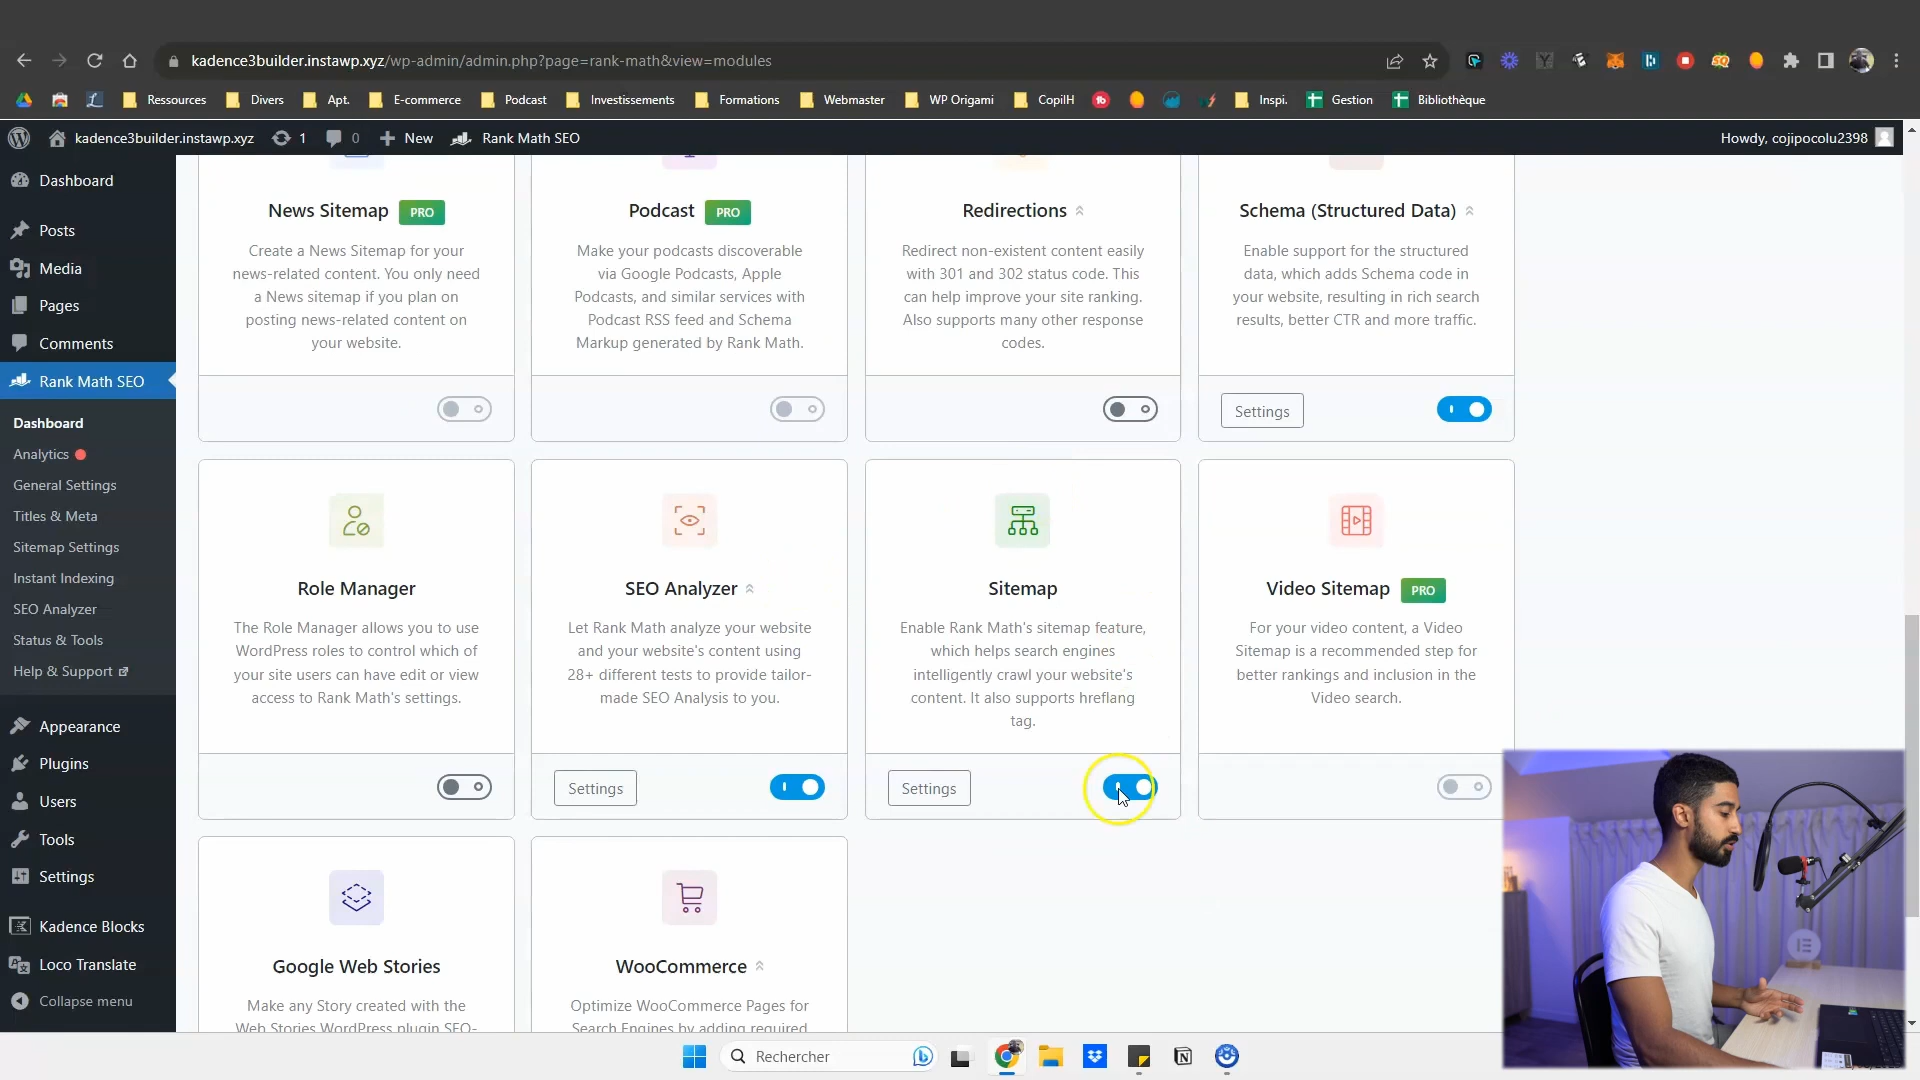 kadence3builder.instawp.xyz/wp-admin/admin.php?page=rank-math&view=modules
Ressources
Divers
Apt.
E-commerce
Podcast
Investissements
Formations
Webmaster
WP Origami
CopilH
Inspi.
Gestion
Bibliothèque
kadence3builder.instawp.xyz
1
0
New
Rank Math SEO
Howdy, cojipocolu2398
Dashboard
Posts
Media
Pages
Comments
Rank Math SEO
Dashboard
Analytics
General Settings
Titles & Meta
Sitemap Settings
Instant Indexing
SEO Analyzer
Status & Tools
Help & Support
Appearance
Plugins
Users
Tools
Settings
Kadence Blocks
Loco Translate
Collapse menu
News Sitemap PRO
Create a News Sitemap for your
news-related content. You only need
a News sitemap if you plan on
posting news-related content on
your website.
Podcast PRO
Make your podcasts discoverable
via Google Podcasts, Apple
Podcasts, and similar services with
Podcast RSS feed and Schema
Markup generated by Rank Math.
Redirections
Redirect non-existent content easily
with 301 and 302 status code. This
can help improve your site ranking.
Also supports many other response
codes.
Schema (Structured Data)
Enable support for the structured
data, which adds Schema code in
your website, resulting in rich search
results, better CTR and more traffic.
Settings
Role Manager
The Role Manager allows you to use
WordPress roles to control which of
your site users can have edit or view
access to Rank Math's settings.
SEO Analyzer
Let Rank Math analyze your website
and your website's content using
28+ different tests to provide tailor-
made SEO Analysis to you.
Settings
Sitemap
Enable Rank Math's sitemap feature,
which helps search engines
intelligently crawl your website's
content. It also supports hreflang
tag.
Settings
Video Sitemap PRO
For your video content, a Video
Sitemap is a recommended step for
better rankings and inclusion in the
Video search.
Google Web Stories
Make any Story created with the
Web Stories WordPress plugin SEO-
WooCommerce
Optimize WooCommerce Pages for
Search Engines by adding required
Rechercher